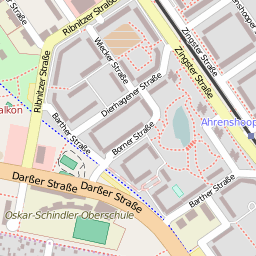 Ribnitzer Straße
Zingster Straße
Wiecker Straße
Ribnitzer Straße
Dierhagener Straße
Barther Straße
Borner Straße
Ahrenshoop
Darßer Straße
Darßer Straße
Barther Straße
Oskar-Schindler Oberschule